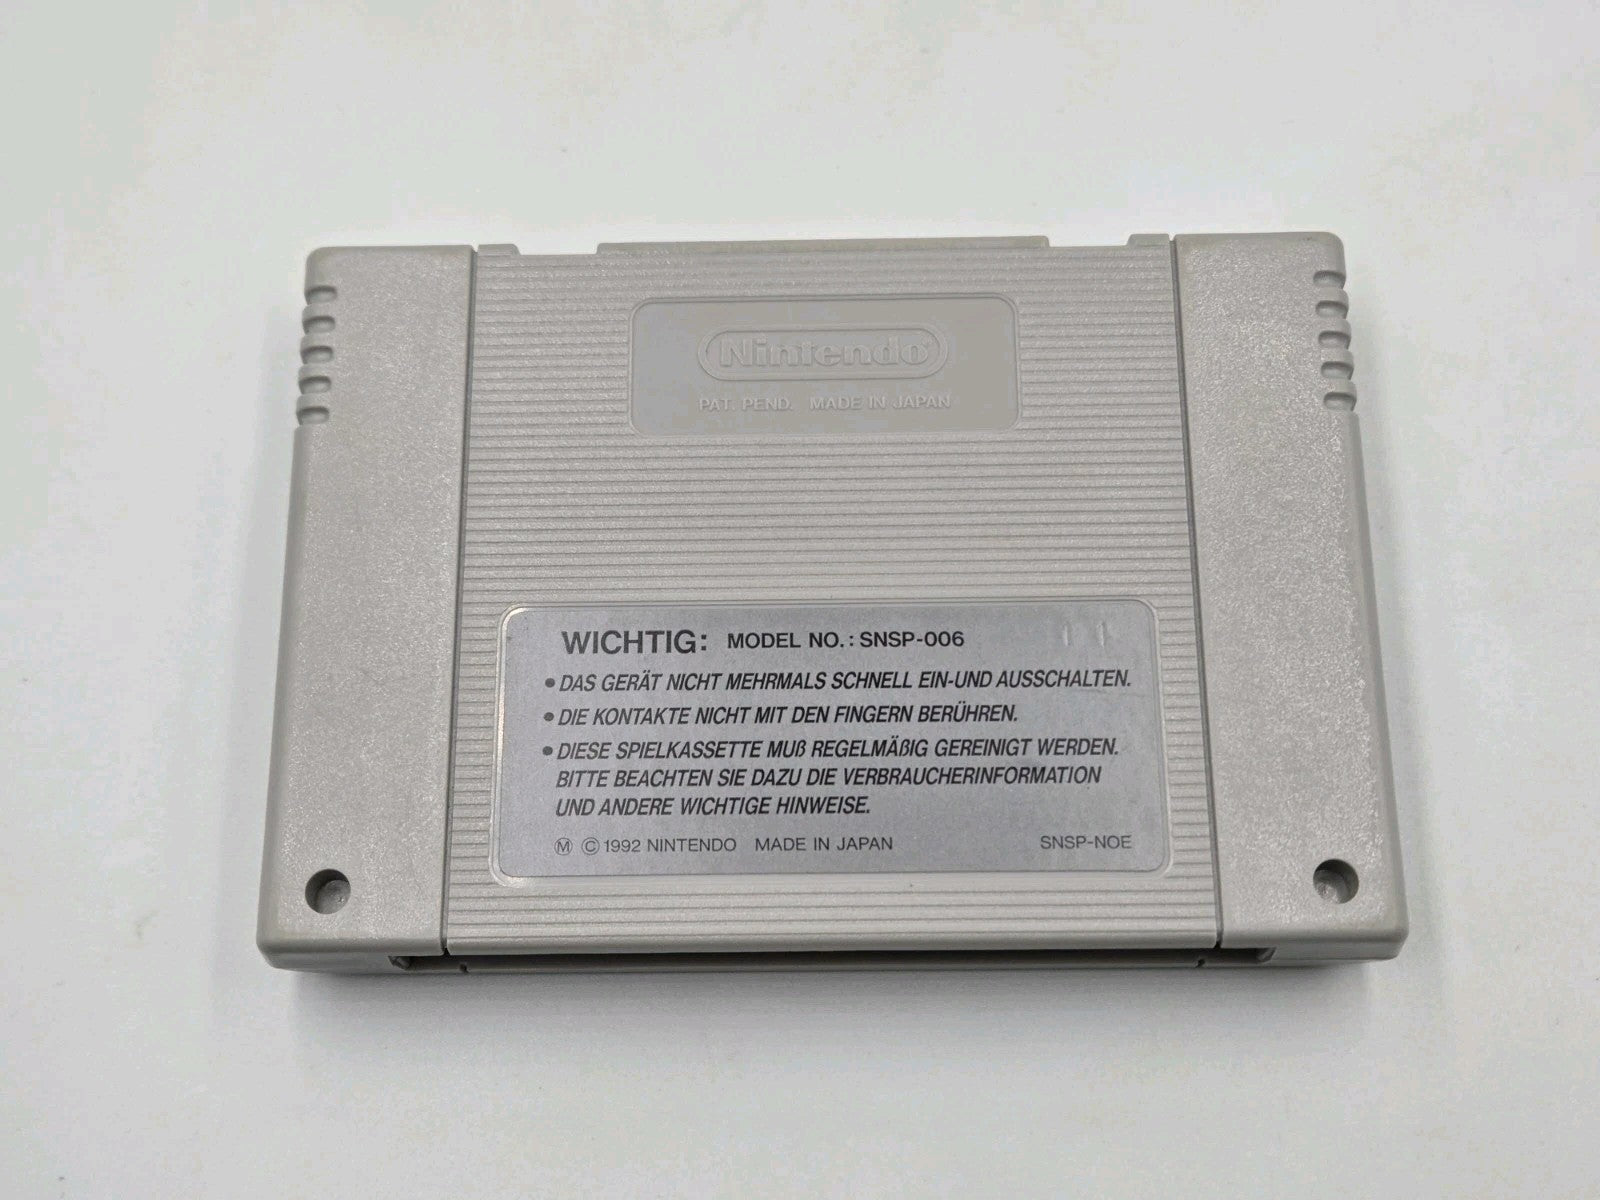 Nintendo®
PAT. PEND. MADE IN JAPAN
WICHTIG: MODEL NO.: SNSP-006
11
• DAS GERÄT NICHT MEHRMALS SCHNELL EIN-UND AUSSCHALTEN.
• DIE KONTAKTE NICHT MIT DEN FINGERN BERÜHREN.
• DIESE SPIELKASSETTE MUß REGELMÄßIG GEREINIGT WERDEN.
BITTE BEACHTEN SIE DAZU DIE VERBRAUCHERINFORMATION
UND ANDERE WICHTIGE HINWEISE.
Ⓜ © 1992 NINTENDO MADE IN JAPAN SNSP-NOE